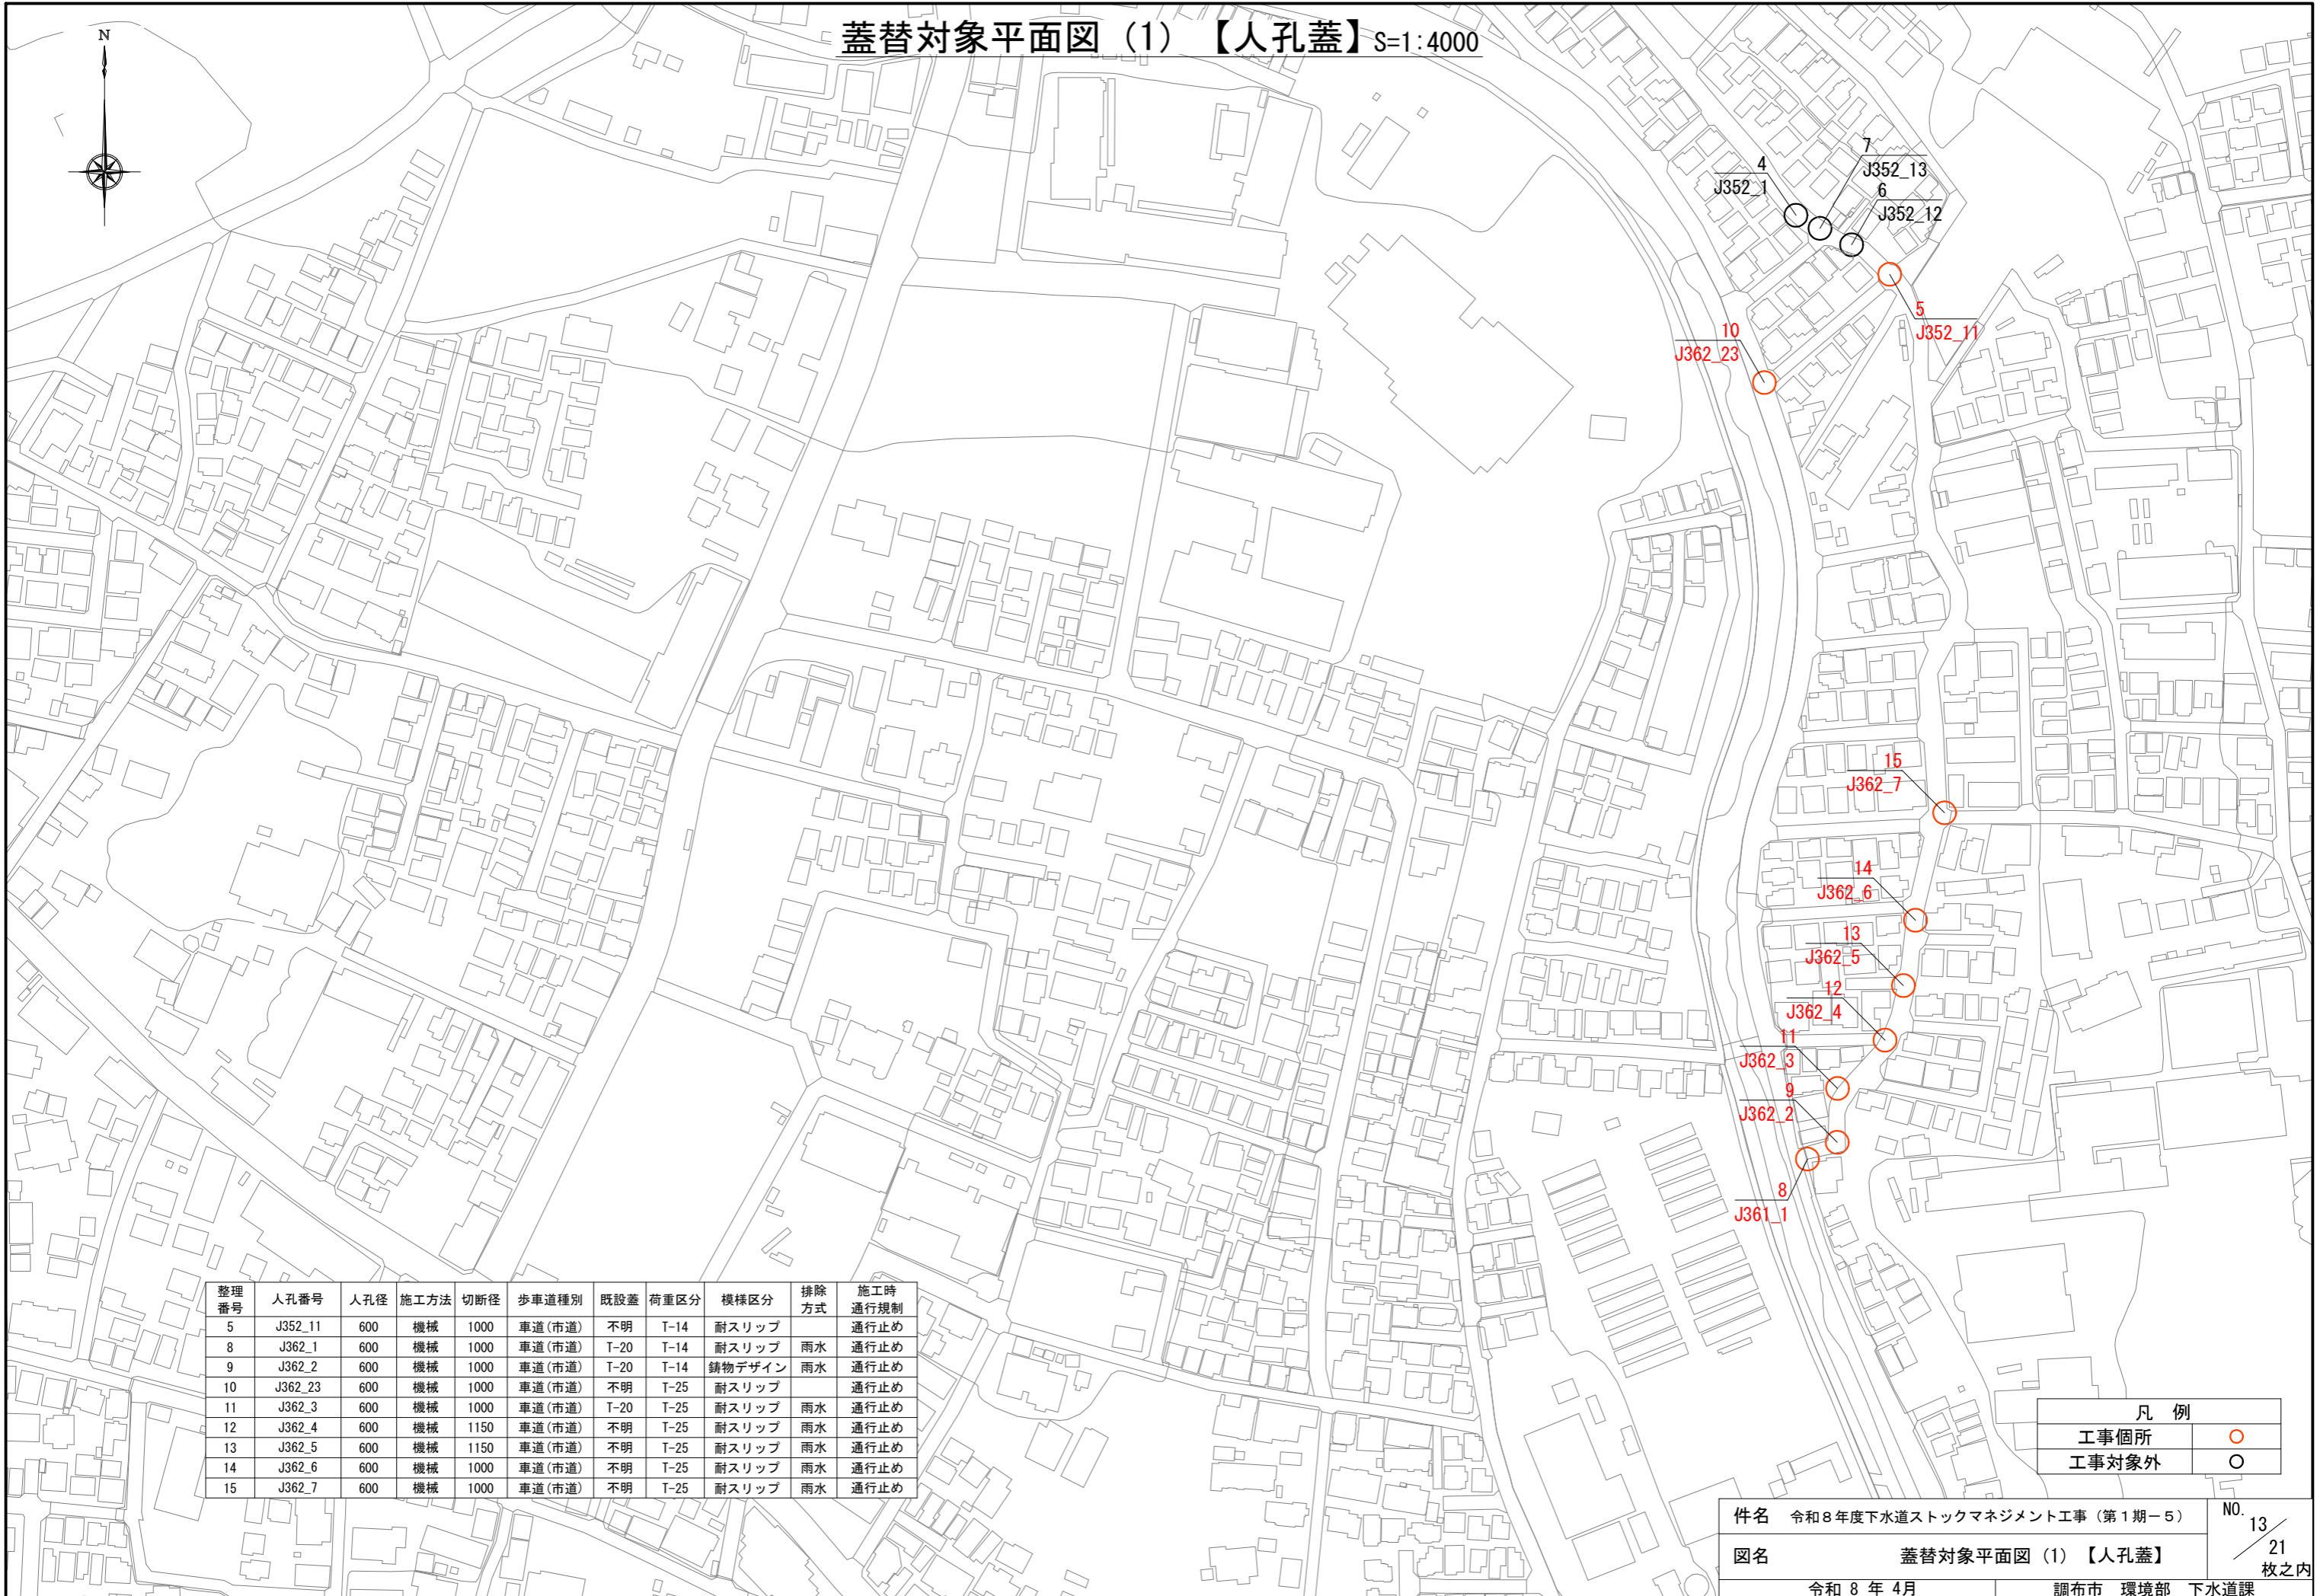 蓋替対象平面図（1）【人孔蓋】S=1:4000
N
4
J352_1
7
J352_13
6
J352_12
5
J352_11
10
J362_23
15
J362_7
14
J362_6
13
J362_5
12
J362_4
11
J362_3
9
J362_2
8
J361_1
整理番号 人孔番号 人孔径 施工方法 切断径 歩車道種別 既設蓋 荷重区分 模様区分 排除方式 施工時通行規制
5 J352_11 600 機械 1000 車道(市道) 不明 T-14 耐スリップ 通行止め
8 J362_1 600 機械 1000 車道(市道) T-20 T-14 耐スリップ 雨水 通行止め
9 J362_2 600 機械 1000 車道(市道) T-20 T-14 鋳物デザイン 雨水 通行止め
10 J362_23 600 機械 1000 車道(市道) 不明 T-25 耐スリップ 通行止め
11 J362_3 600 機械 1000 車道(市道) T-20 T-25 耐スリップ 雨水 通行止め
12 J362_4 600 機械 1150 車道(市道) 不明 T-25 耐スリップ 雨水 通行止め
13 J362_5 600 機械 1150 車道(市道) 不明 T-25 耐スリップ 雨水 通行止め
14 J362_6 600 機械 1000 車道(市道) 不明 T-25 耐スリップ 雨水 通行止め
15 J362_7 600 機械 1000 車道(市道) 不明 T-25 耐スリップ 雨水 通行止め
凡 例
工事個所
工事対象外
件名 令和８年度下水道ストックマネジメント工事（第１期－５）
NO. 13/21 枚之内
図名 蓋替対象平面図（1）【人孔蓋】
令和 8 年 4月 調布市 環境部 下水道課